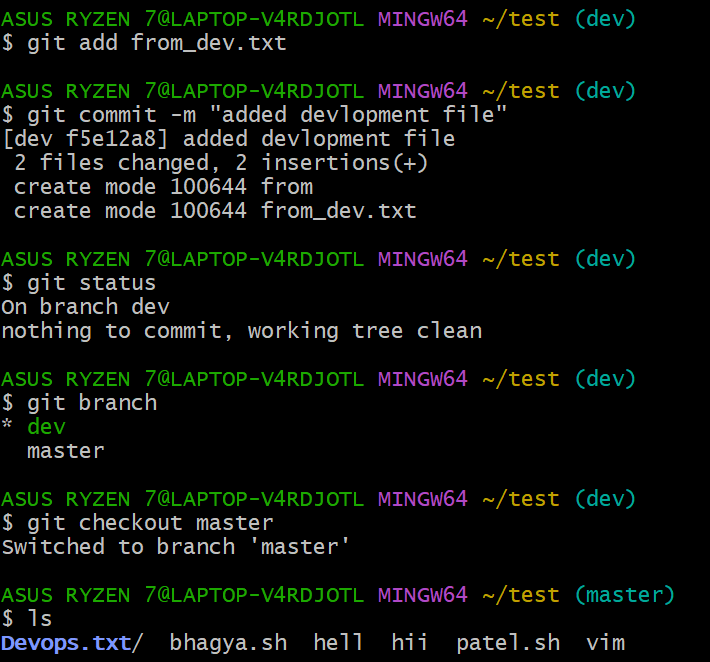 ASUS RYZEN 7@LAPTOP-V4RDJOTL MINGW64 ~/test (dev)
$ git add from_dev.txt
ASUS RYZEN 7@LAPTOP-V4RDJOTL MINGW64 ~/test (dev)
$ git commit -m "added devlopment file"
[dev f5e12a8] added devlopment file
 2 files changed, 2 insertions(+)
 create mode 100644 from
 create mode 100644 from_dev.txt
ASUS RYZEN 7@LAPTOP-V4RDJOTL MINGW64 ~/test (dev)
$ git status
On branch dev
nothing to commit, working tree clean
ASUS RYZEN 7@LAPTOP-V4RDJOTL MINGW64 ~/test (dev)
$ git branch
* dev
  master
ASUS RYZEN 7@LAPTOP-V4RDJOTL MINGW64 ~/test (dev)
$ git checkout master
Switched to branch 'master'
ASUS RYZEN 7@LAPTOP-V4RDJOTL MINGW64 ~/test (master)
$ ls
Devops.txt/  bhagya.sh  hell  hii  patel.sh  vim